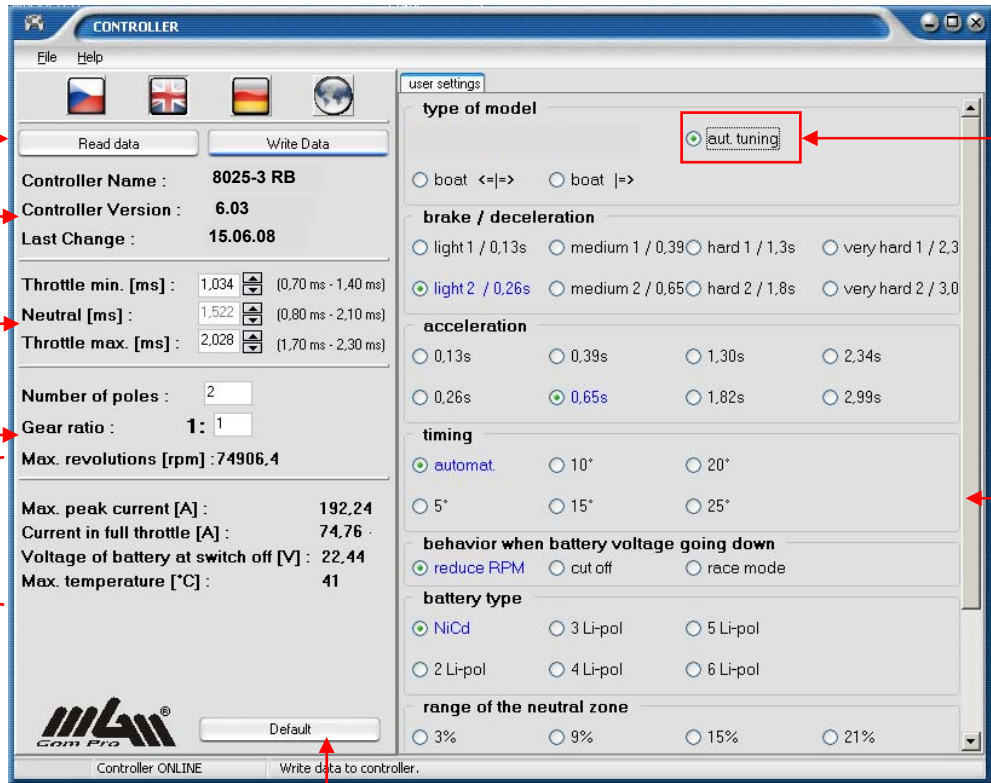 CONTROLLER
File Help
Read data Write Data
Controller Name : 8025-3 RB
Controller Version : 6.03
Last Change : 15.06.08
Throttle min. [ms] : 1,034 (0,70 ms - 1,40 ms)
Neutral [ms] : 1,522 (0,80 ms - 2,10 ms)
Throttle max. [ms] : 2,028 (1,70 ms - 2,30 ms)
Number of poles : 2
Gear ratio : 1: 1
Max. revolutions [rpm] :74906,4
Max. peak current [A] : 192,24
Current in full throttle [A] : 74,76
Voltage of battery at switch off [V] : 22,44
Max. temperature [°C] : 41
mgm®
Com Pro
Default
user settings
type of model
aut. tuning
boat <=|=> boat |=>
brake / deceleration
light 1 / 0,13s medium 1 / 0,39 hard 1 / 1,3s very hard 1 / 2,3
light 2 / 0,26s medium 2 / 0,65 hard 2 / 1,8s very hard 2 / 3,0
acceleration
0,13s 0,39s 1,30s 2,34s
0,26s 0,65s 1,82s 2,99s
timing
automat. 10° 20°
5° 15° 25°
behavior when battery voltage going down
reduce RPM cut off race mode
battery type
NiCd 3 Li-pol 5 Li-pol
2 Li-pol 4 Li-pol 6 Li-pol
range of the neutral zone
3% 9% 15% 21%
Controller ONLINE Write data to controller.